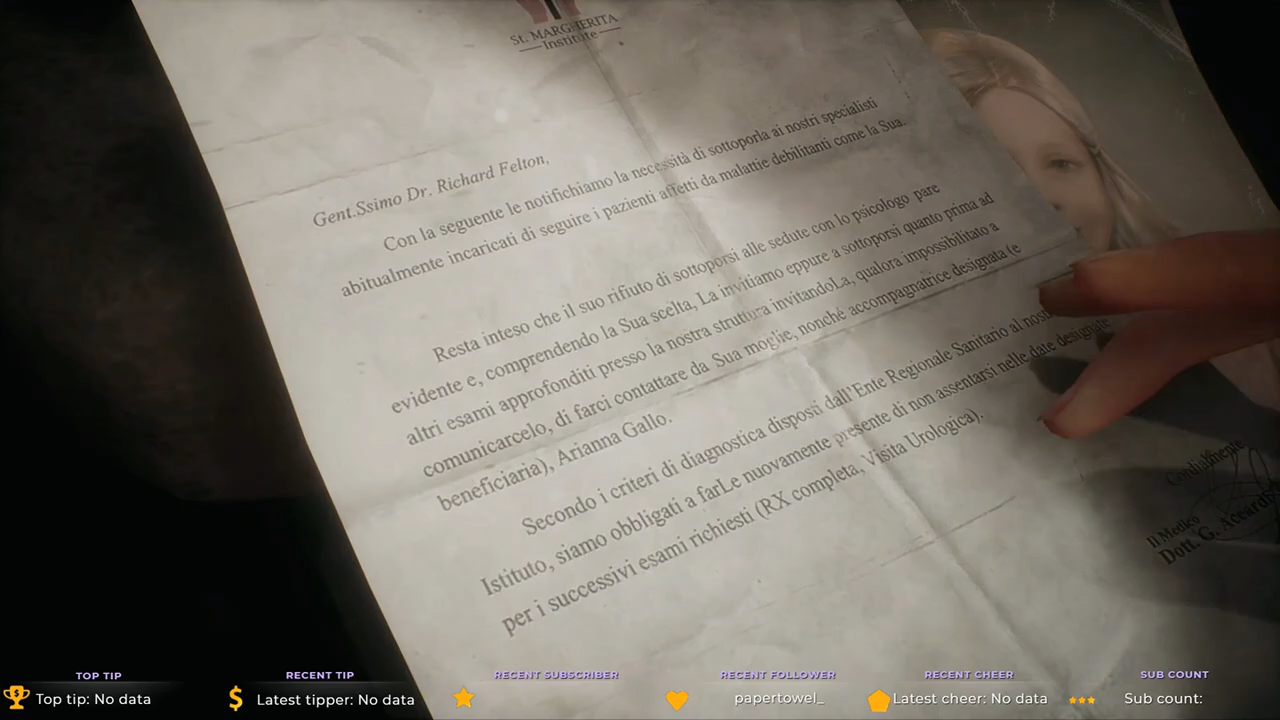 St. MARGHERITA
Institute
Gent.Ssimo Dr. Richard Felton,
Con la seguente le notifichiamo la necessità di sottoporla ai nostri specialisti
abitualmente incaricati di seguire i pazienti affetti da malattie debilitanti come la Sua.
Resta inteso che il suo rifiuto di sottoporsi alle sedute con lo psicologo pare
evidente e, comprendendo la Sua scelta, La invitiamo eppure a sottoporsi quanto prima ad
altri esami approfonditi presso la nostra struttura invitandoLa, qualora impossibilitato a
comunicarcelo, di farci contattare da Sua moglie, nonché accompagnatrice designata (e
beneficiaria), Arianna Gallo.
Secondo i criteri di diagnostica disposti dall'Ente Regionale Sanitario al
Istituto, siamo obbligati a farLe nuovamente presente di non assentarsi nelle date designate
per i successivi esami richiesti (RX completa, Visita Urologica).
Cordialmente
Il Medico
Dott. G.
TOP TIP
Top tip: No data
RECENT TIP
Latest tipper: No data
RECENT SUBSCRIBER
RECENT FOLLOWER
papertowel_
RECENT CHEER
Latest cheer: No data
SUB COUNT
Sub count: